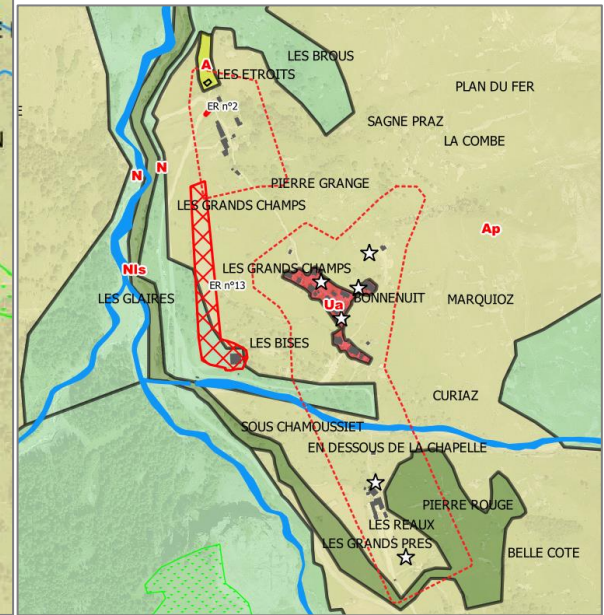 LES BROUS
A
LES ETROITS
PLAN DU FER
ER n°2
SAGNE PRAZ
LA COMBE
N
N
PIERRE GRANGE
LES GRANDS CHAMPS
Ap
Nls
LES GRANDS CHAMPS
ER n°13
LES GLAIRES
Ua
BONNENUIT
MARQUIOZ
LES BISES
CURIAZ
SOUS CHAMOUSSIET
EN DESSOUS DE LA CHAPELLE
PIERRE ROUGE
LES REAUX
LES GRANDS PRES
BELLE COTE